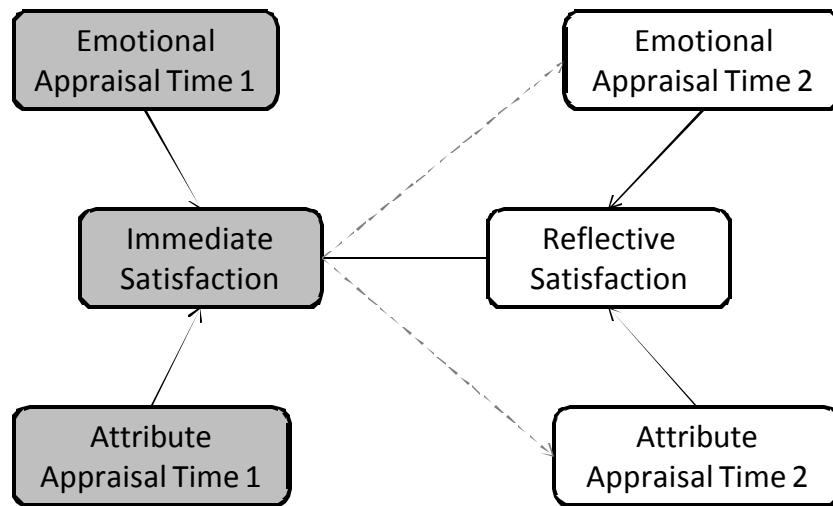 Emotional
Appraisal Time 1
Emotional
Appraisal Time 2
Immediate
Satisfaction
Reflective
Satisfaction
Attribute
Appraisal Time 1
Attribute
Appraisal Time 2